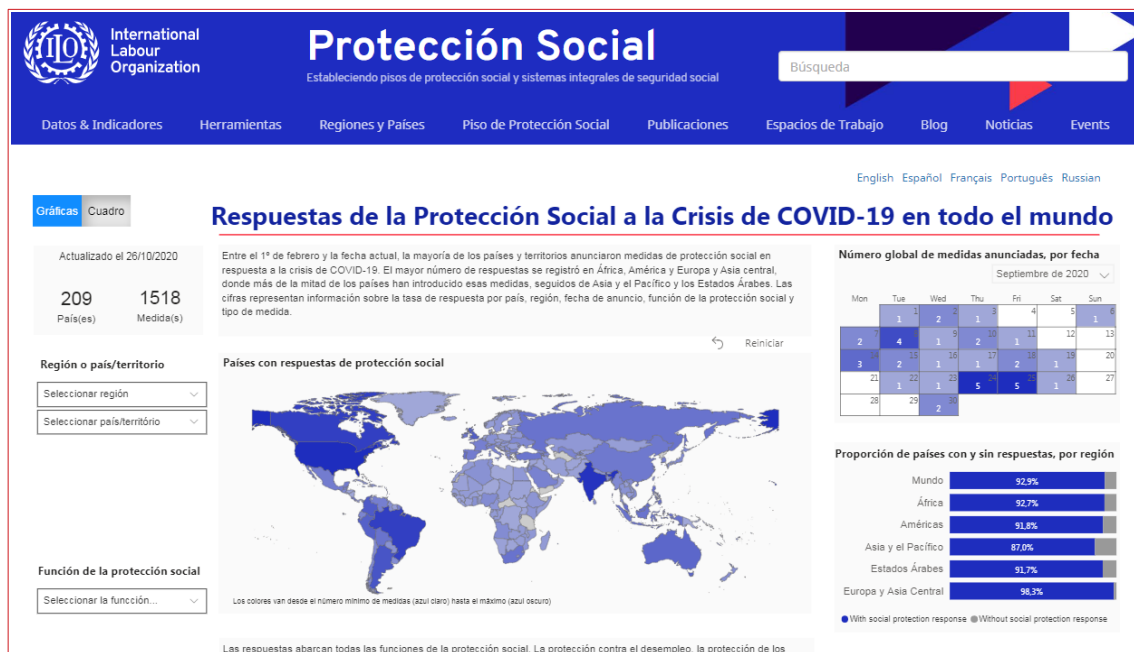 International
Labour
Organization
Protección Social
Estableciendo pisos de protección social y sistemas integrales de seguridad social
Búsqueda
Datos & Indicadores Herramientas Regiones y Países Piso de Protección Social Publicaciones Espacios de Trabajo Blog Noticias Events
English Español Français Português Russian
Gráficas Cuadro
Respuestas de la Protección Social a la Crisis de COVID-19 en todo el mundo
Actualizado el 26/10/2020
209 1518
País(es) Medida(s)
Entre el 1º de febrero y la fecha actual, la mayoría de los países y territorios anunciaron medidas de protección social en
respuesta a la crisis de COVID-19. El mayor número de respuestas se registró en África, América y Europa y Asia central,
donde más de la mitad de los países han introducido esas medidas, seguidos de Asia y el Pacífico y los Estados Árabes. Las
cifras representan información sobre la tasa de respuesta por país, región, fecha de anuncio, función de la protección social y
tipo de medida.
Reiniciar
Región o país/territorio
Seleccionar región
Seleccionar país/território
Función de la protección social
Seleccionar la funcción...
Países con respuestas de protección social
Los colores van desde el número mínimo de medidas (azul claro) hasta el máximo (azul oscuro)
Número global de medidas anunciadas, por fecha
Septiembre de 2020
Mon Tue Wed Thu Fri Sat Sun
1 2 3 4 5 6
1 2 1 1
7 9 10 11 12 13
2 4 1 2 1
15 16 17 18 19 20
3 2 1 1 2 1
21 22 23 24 25 26 27
1 1 5 5 1
28 29 30
2
Proporción de países con y sin respuestas, por región
Mundo 92,9%
África 92,7%
Américas 91,8%
Asia y el Pacífico 87,0%
Estados Árabes 91,7%
Europa y Asia Central 98,3%
With social protection response Without social protection response
Las respuestas abarcan todas las funciones de la protección social. La protección contra el desempleo, la protección de los